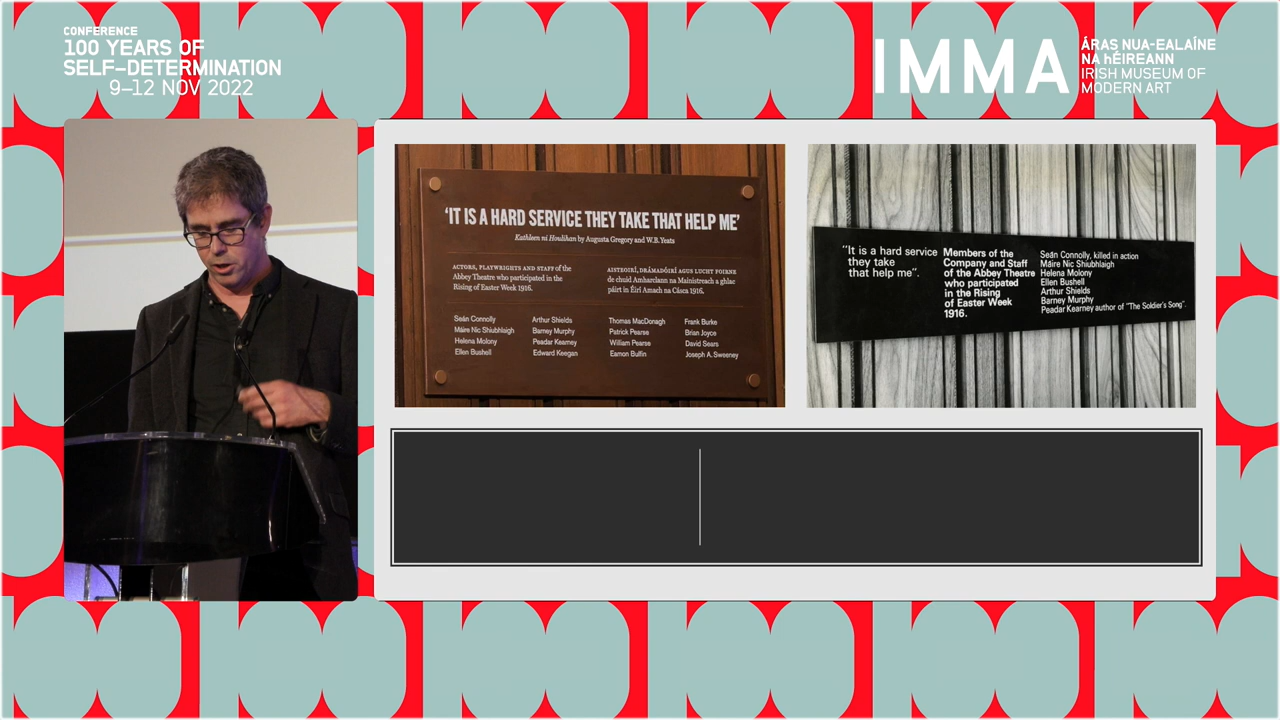 CONFERENCE
100 YEARS OF
SELF–DETERMINATION
9–12 NOV 2022
IMMA
ÁRAS NUA-EALAÍNE
NA hÉIREANN
IRISH MUSEUM OF
MODERN ART
‘IT IS A HARD SERVICE THEY TAKE THAT HELP ME’
Kathleen ni Houlihan by Augusta Gregory and W.B. Yeats
ACTORS, PLAYWRIGHTS AND STAFF of the
Abbey Theatre who participated in the
Rising of Easter Week 1916.
AISTEOIRÍ, DRÁMADÓIRÍ AGUS LUCHT FOIRNE
de chuid Amharclann na Mainistreach a ghlac
páirt in Éirí Amach na Cásca 1916.
Seán Connolly
Máire Nic Shiubhlaigh
Helena Molony
Ellen Bushell
Arthur Shields
Barney Murphy
Peadar Kearney
Edward Keegan
Thomas MacDonagh
Patrick Pearse
William Pearse
Eamon Bulfin
Frank Burke
Brian Joyce
David Sears
Joseph A. Sweeney
"It is a hard service
they take
that help me".
Members of the
Company and Staff
of the Abbey Theatre
who participated
in the Rising
of Easter Week
1916.
Seán Connolly, killed in action
Máire Nic Shiubhlaigh
Helena Molony
Ellen Bushell
Arthur Shields
Barney Murphy
Peadar Kearney author of "The Soldier's Song".